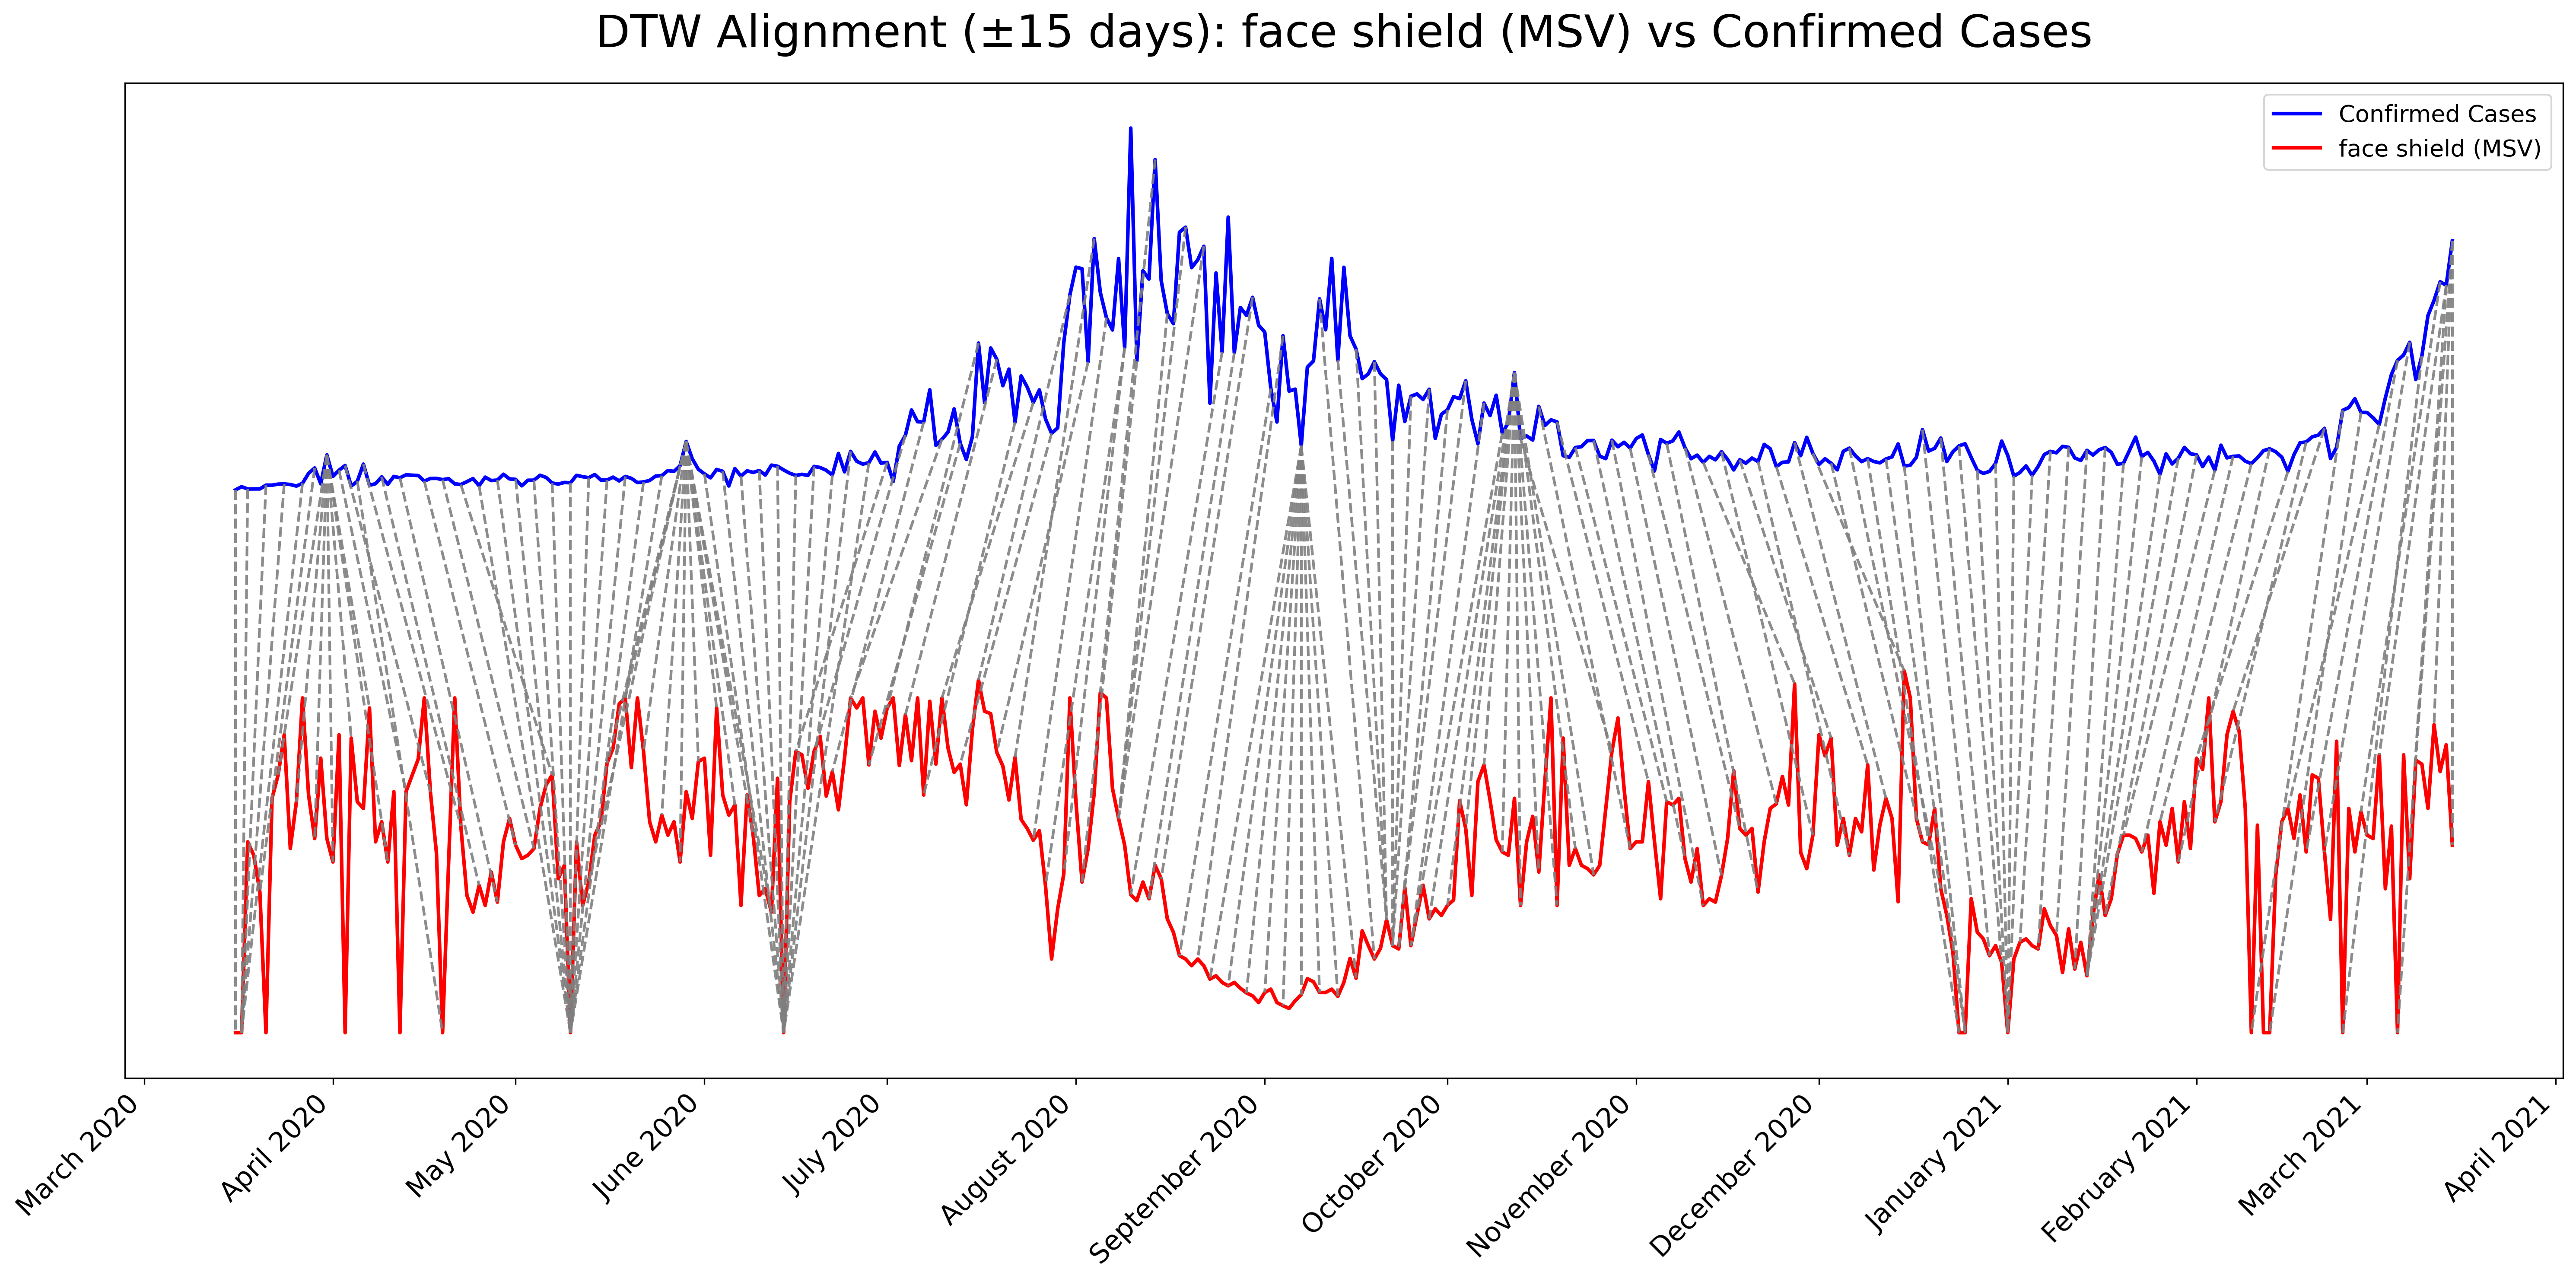 DTW Alignment (±15 days): face shield (MSV) vs Confirmed Cases
Confirmed Cases
face shield (MSV)
March 2020
April 2020
May 2020
June 2020
July 2020
August 2020
September 2020
October 2020
November 2020
December 2020
January 2021
February 2021
March 2021
April 2021